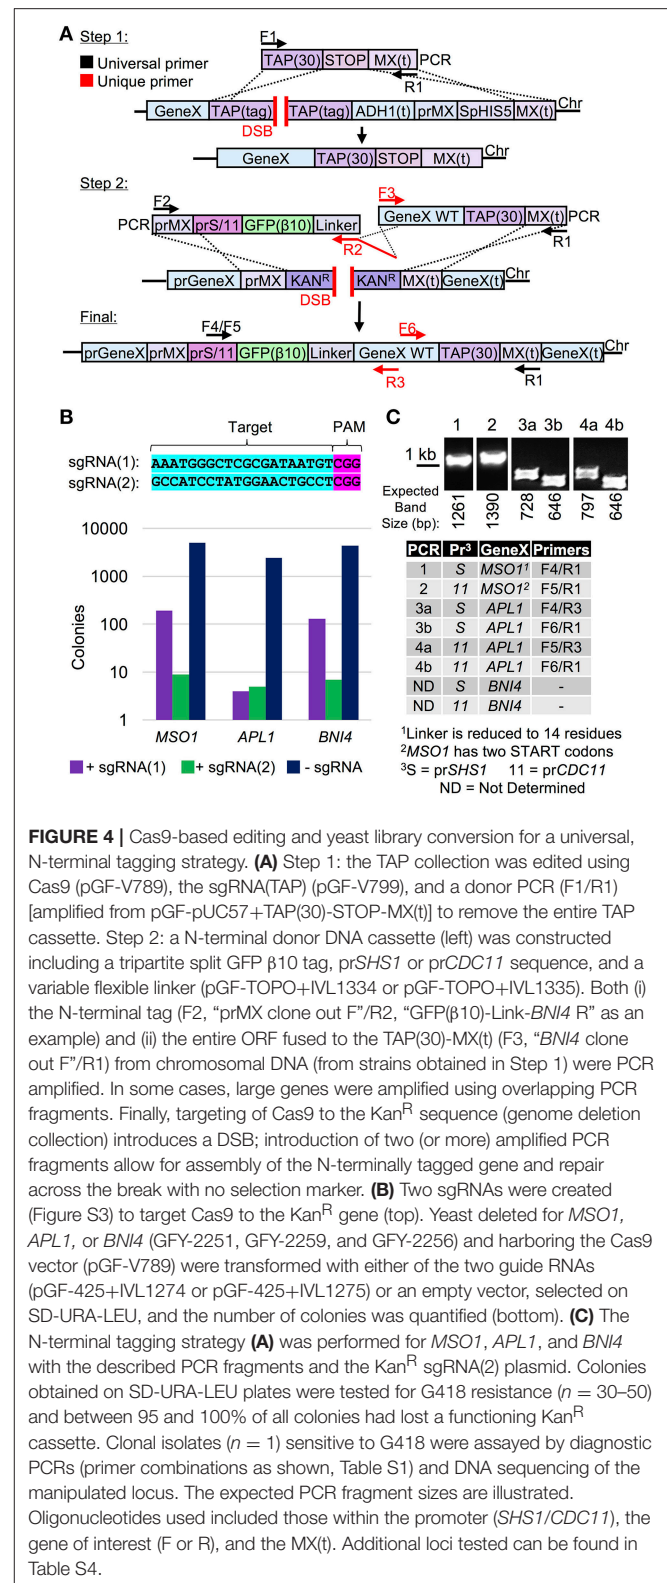 A Step 1:
F1
Universal primer
Unique primer
TAP(30) STOP MX(t) PCR
R1
GeneX TAP(tag) TAP(tag) ADH1(t) prMX SpHIS5 MX(t) Chr
DSB
GeneX TAP(30) STOP MX(t) Chr
Step 2:
F2 F3
PCR prMX prS/11 GFP(β10) Linker GeneX WT TAP(30) MX(t) PCR
R2 R1
prGeneX prMX KANR KANR MX(t) GeneX(t) Chr
DSB
Final: F4/F5 F6
prGeneX prMX prS/11 GFP(β10) Linker GeneX WT TAP(30) MX(t) GeneX(t) Chr
R3 R1
B
Target PAM
sgRNA(1): AAATGGGCTCGCGATAATGTCGG
sgRNA(2): GCCATCCTATGGAACTGCCTCGG
10000
1000
100
10
1
Colonies
MSO1 APL1 BNI4
+ sgRNA(1) + sgRNA(2) - sgRNA
C
1 2 3a 3b 4a 4b
1 kb
Expected Band Size (bp): 1261 1390 728 646 797 646
PCR Pr3 GeneX Primers
1 S MSO11 F4/R1
2 11 MSO12 F5/R1
3a S APL1 F4/R3
3b S APL1 F6/R1
4a 11 APL1 F5/R3
4b 11 APL1 F6/R1
ND S BNI4 -
ND 11 BNI4 -
1Linker is reduced to 14 residues
2MSO1 has two START codons
3S = prSHS1 11 = prCDC11
ND = Not Determined
FIGURE 4 | Cas9-based editing and yeast library conversion for a universal,
N-terminal tagging strategy. (A) Step 1: the TAP collection was edited using
Cas9 (pGF-V789), the sgRNA(TAP) (pGF-V799), and a donor PCR (F1/R1)
[amplified from pGF-pUC57+TAP(30)-STOP-MX(t)] to remove the entire TAP
cassette. Step 2: a N-terminal donor DNA cassette (left) was constructed
including a tripartite split GFP β10 tag, prSHS1 or prCDC11 sequence, and a
variable flexible linker (pGF-TOPO+IVL1334 or pGF-TOPO+IVL1335). Both (i)
the N-terminal tag (F2, “prMX clone out F”/R2, “GFP(β10)-Link-BNI4 R” as an
example) and (ii) the entire ORF fused to the TAP(30)-MX(t) (F3, “BNI4 clone
out F”/R1) from chromosomal DNA (from strains obtained in Step 1) were PCR
amplified. In some cases, large genes were amplified using overlapping PCR
fragments. Finally, targeting of Cas9 to the KanR sequence (genome deletion
collection) introduces a DSB; introduction of two (or more) amplified PCR
fragments allow for assembly of the N-terminally tagged gene and repair
across the break with no selection marker. (B) Two sgRNAs were created
(Figure S3) to target Cas9 to the KanR gene (top). Yeast deleted for MSO1,
APL1, or BNI4 (GFY-2251, GFY-2259, and GFY-2256) and harboring the Cas9
vector (pGF-V789) were transformed with either of the two guide RNAs
(pGF-425+IVL1274 or pGF-425+IVL1275) or an empty vector, selected on
SD-URA-LEU, and the number of colonies was quantified (bottom). (C) The
N-terminal tagging strategy (A) was performed for MSO1, APL1, and BNI4
with the described PCR fragments and the KanR sgRNA(2) plasmid. Colonies
obtained on SD-URA-LEU plates were tested for G418 resistance (n = 30–50)
and between 95 and 100% of all colonies had lost a functioning KanR
cassette. Clonal isolates (n = 1) sensitive to G418 were assayed by diagnostic
PCRs (primer combinations as shown, Table S1) and DNA sequencing of the
manipulated locus. The expected PCR fragment sizes are illustrated.
Oligonucleotides used included those within the promoter (SHS1/CDC11), the
gene of interest (F or R), and the MX(t). Additional loci tested can be found in
Table S4.